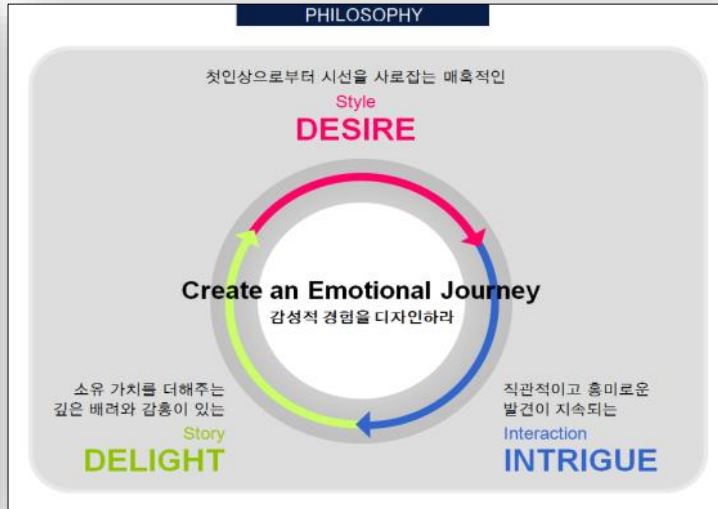 PHILOSOPHY
첫인상으로부터 시선을 사로잡는 매혹적인
Style
DESIRE
Create an Emotional Journey
감성적 경험을 디자인하라
소유 가치를 더해주는
깊은 배려와 감흥이 있는
Story
DELIGHT
직관적이고 흥미로운
발견이 지속되는
Interaction
INTRIGUE